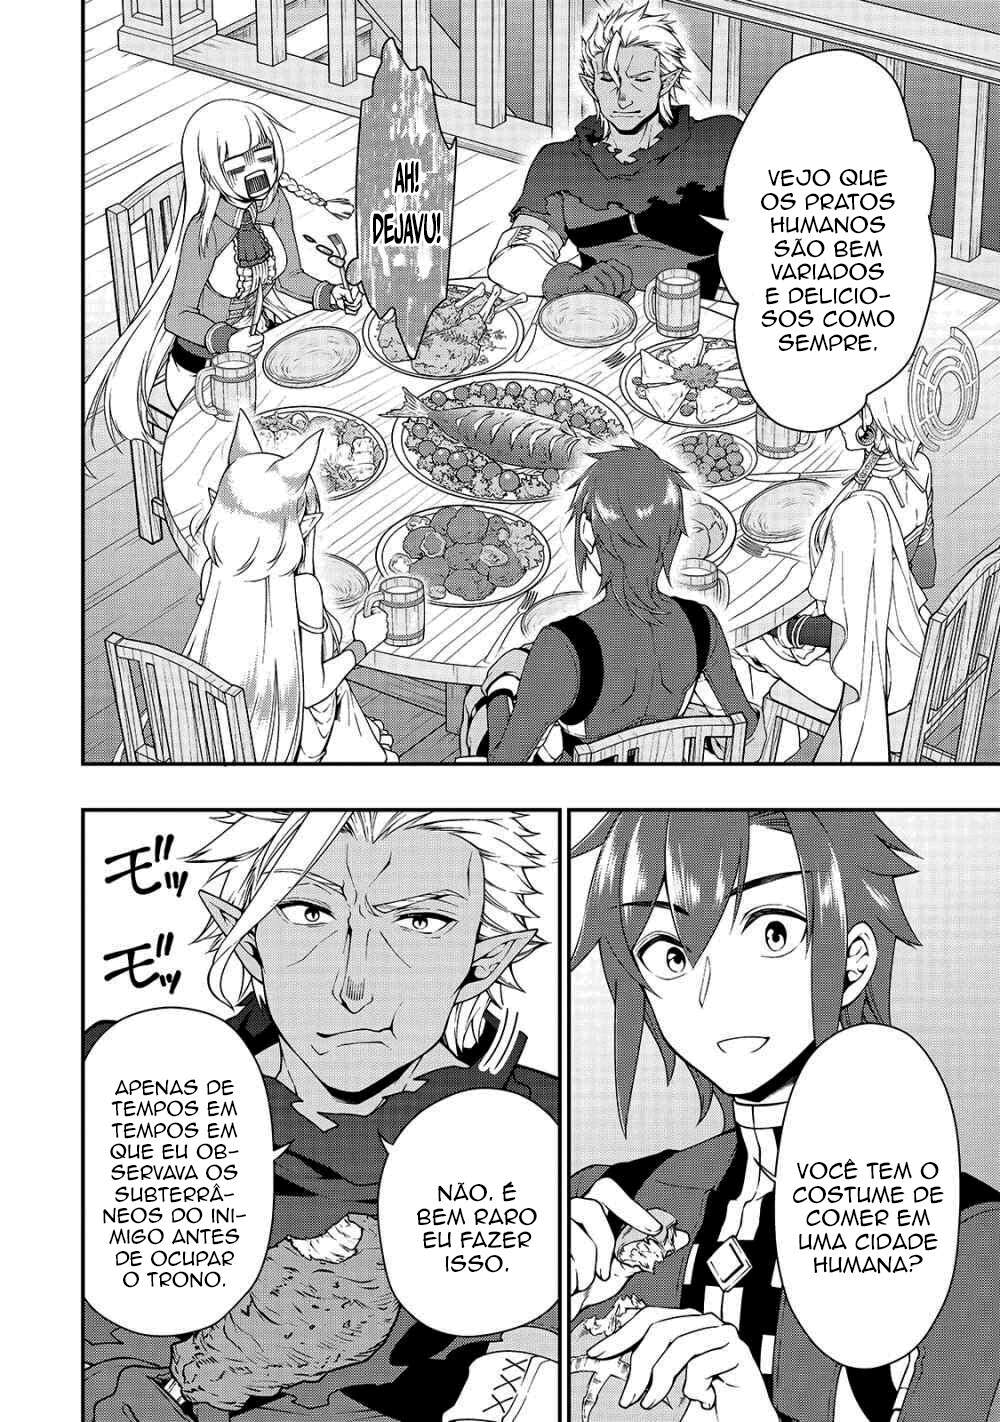 VEJO QUE
OS PRATOS
HUMANOS
SÃO BEM
VARIADOS
E DELICIO-
SOS COMO
SEMPRE.
AH!
DEJAVU!
VOCÊ TEM O
COSTUME DE
COMER EM
UMA CIDADE
HUMANA?
モッ゙
モッ゙
NÃO. É
BEM RARO
EU FAZER
ISSO.
APENAS DE
TEMPOS EM
TEMPOS EM
QUE EU OB-
SERVAVA OS
SUBTERRÂ-
NEOS DO INI-
MIGO ANTES
DE OCUPAR
O TRONO.